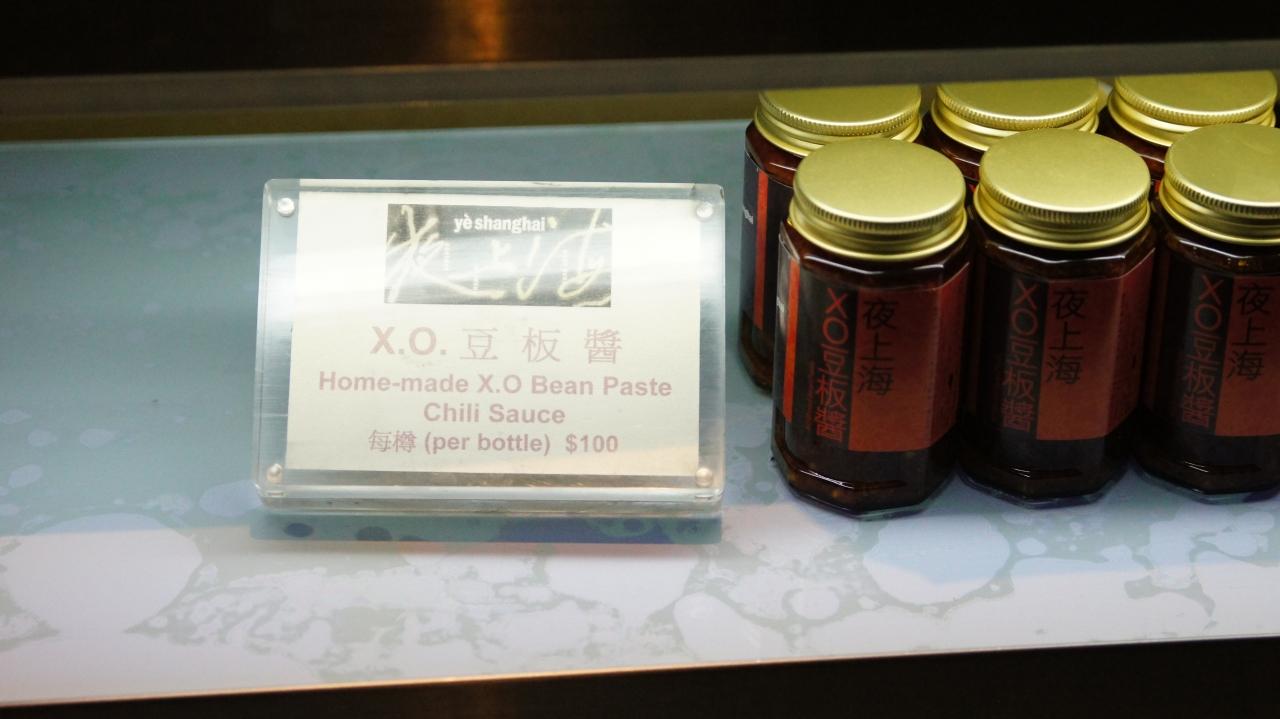 yè shanghai
夜上海
X.O. 豆板醬
Home-made X.O Bean Paste
Chili Sauce
每樽 (per bottle) $100
XO豆板醬
夜上海
XO豆板醬
夜上海
XO豆板醬
夜上海